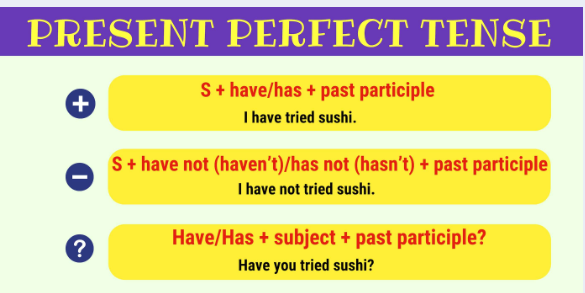 PRESENT PERFECT TENSE
+
S + have/has + past participle
I have tried sushi.
−
S + have not (haven't)/has not (hasn't) + past participle
I have not tried sushi.
?
Have/Has + subject + past participle?
Have you tried sushi?